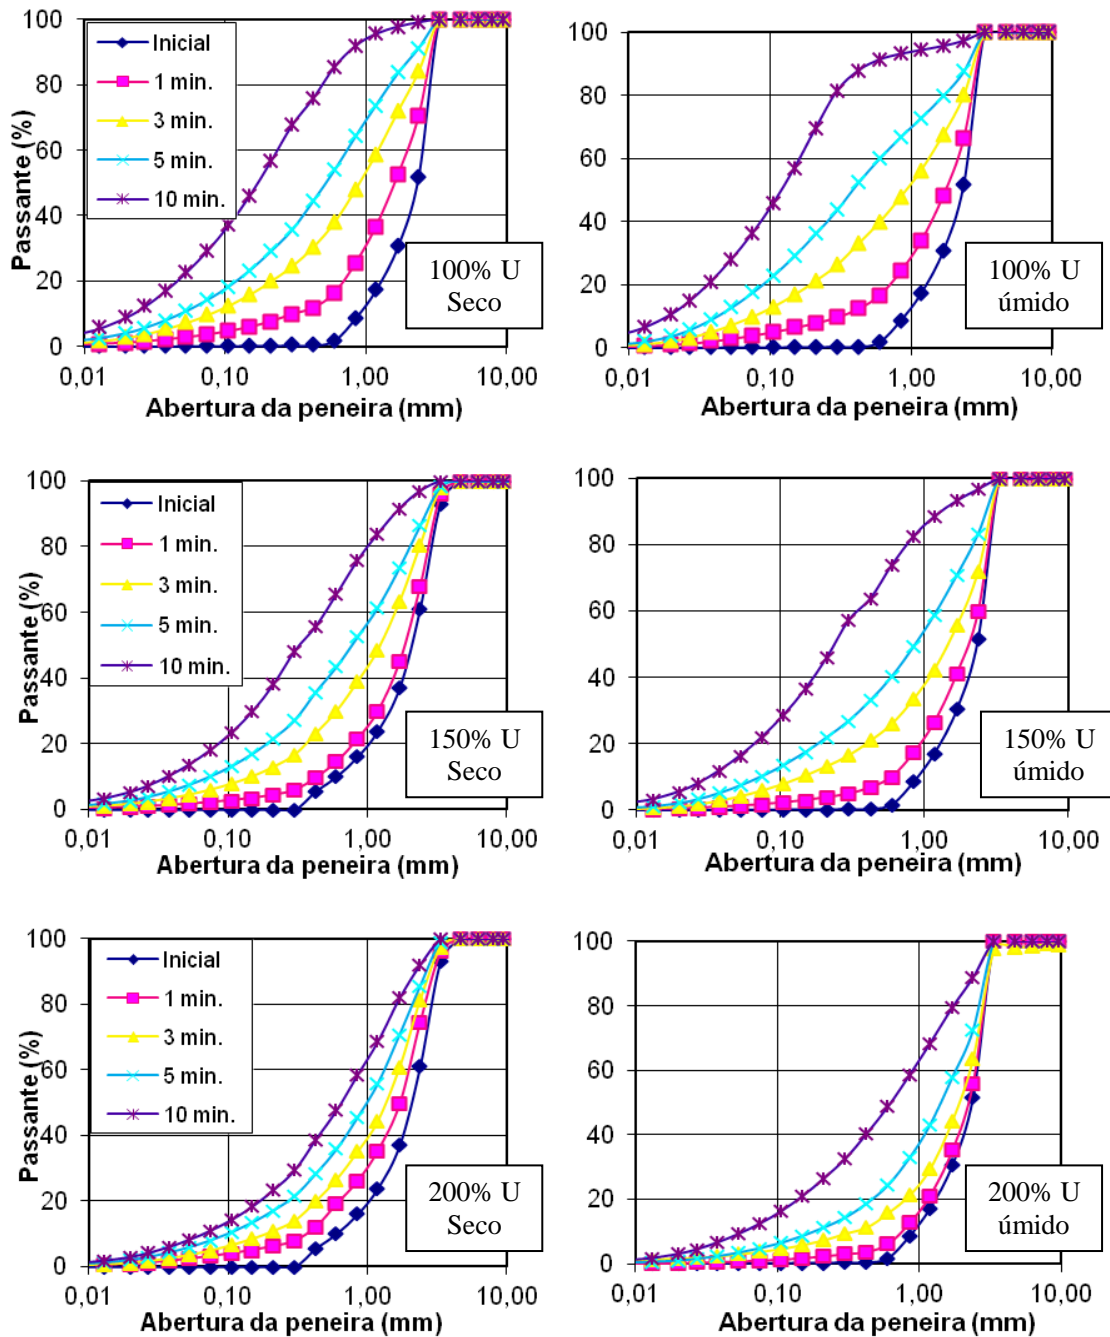 Passante (%)
100
80
60
40
20
0
Inicial
1 min.
3 min.
5 min.
10 min.
100% U
Seco
0,01
0,10
1,00
10,00
Abertura da peneira (mm)
100
80
60
40
20
0
100% U
úmido
0,01
0,10
1,00
10,00
Abertura da peneira (mm)
Passante (%)
100
80
60
40
20
0
Inicial
1 min.
3 min.
5 min.
10 min.
150% U
Seco
0,01
0,10
1,00
10,00
Abertura da peneira (mm)
100
80
60
40
20
0
150% U
úmido
0,01
0,10
1,00
10,00
Abertura da peneira (mm)
Passante (%)
100
80
60
40
20
0
Inicial
1 min.
3 min.
5 min.
10 min.
200% U
Seco
0,01
0,10
1,00
10,00
Abertura da peneira (mm)
100
80
60
40
20
0
200% U
úmido
0,01
0,10
1,00
10,00
Abertura da peneira (mm)